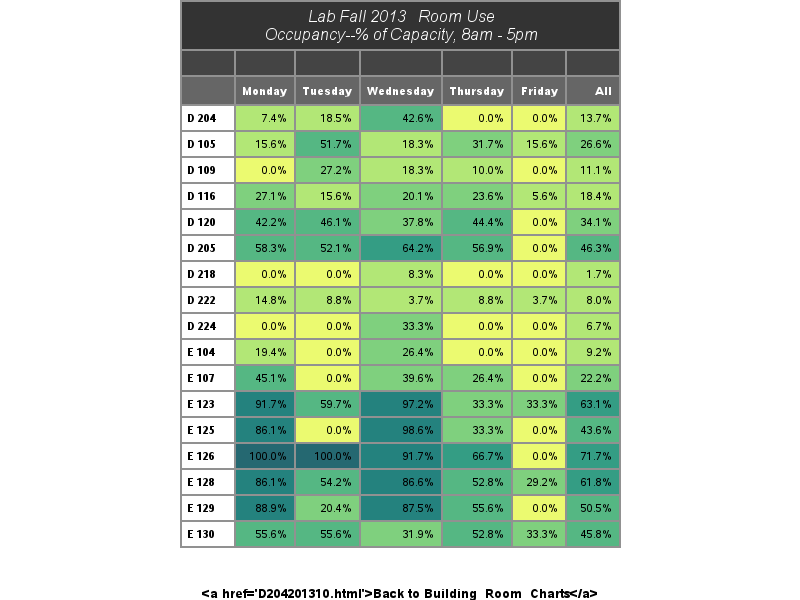 Lab Fall 2013 Room Use
Occupancy--% of Capacity, 8am - 5pm
Monday Tuesday Wednesday Thursday Friday All
D 204 7.4% 18.5% 42.6% 0.0% 0.0% 13.7%
D 105 15.6% 51.7% 18.3% 31.7% 15.6% 26.6%
D 109 0.0% 27.2% 18.3% 10.0% 0.0% 11.1%
D 116 27.1% 15.6% 20.1% 23.6% 5.6% 18.4%
D 120 42.2% 46.1% 37.8% 44.4% 0.0% 34.1%
D 205 58.3% 52.1% 64.2% 56.9% 0.0% 46.3%
D 218 0.0% 0.0% 8.3% 0.0% 0.0% 1.7%
D 222 14.8% 8.8% 3.7% 8.8% 3.7% 8.0%
D 224 0.0% 0.0% 33.3% 0.0% 0.0% 6.7%
E 104 19.4% 0.0% 26.4% 0.0% 0.0% 9.2%
E 107 45.1% 0.0% 39.6% 26.4% 0.0% 22.2%
E 123 91.7% 59.7% 97.2% 33.3% 33.3% 63.1%
E 125 86.1% 0.0% 98.6% 33.3% 0.0% 43.6%
E 126 100.0% 100.0% 91.7% 66.7% 0.0% 71.7%
E 128 86.1% 54.2% 86.6% 52.8% 29.2% 61.8%
E 129 88.9% 20.4% 87.5% 55.6% 0.0% 50.5%
E 130 55.6% 55.6% 31.9% 52.8% 33.3% 45.8%
<a href='D204201310.html'>Back to Building Room Charts</a>